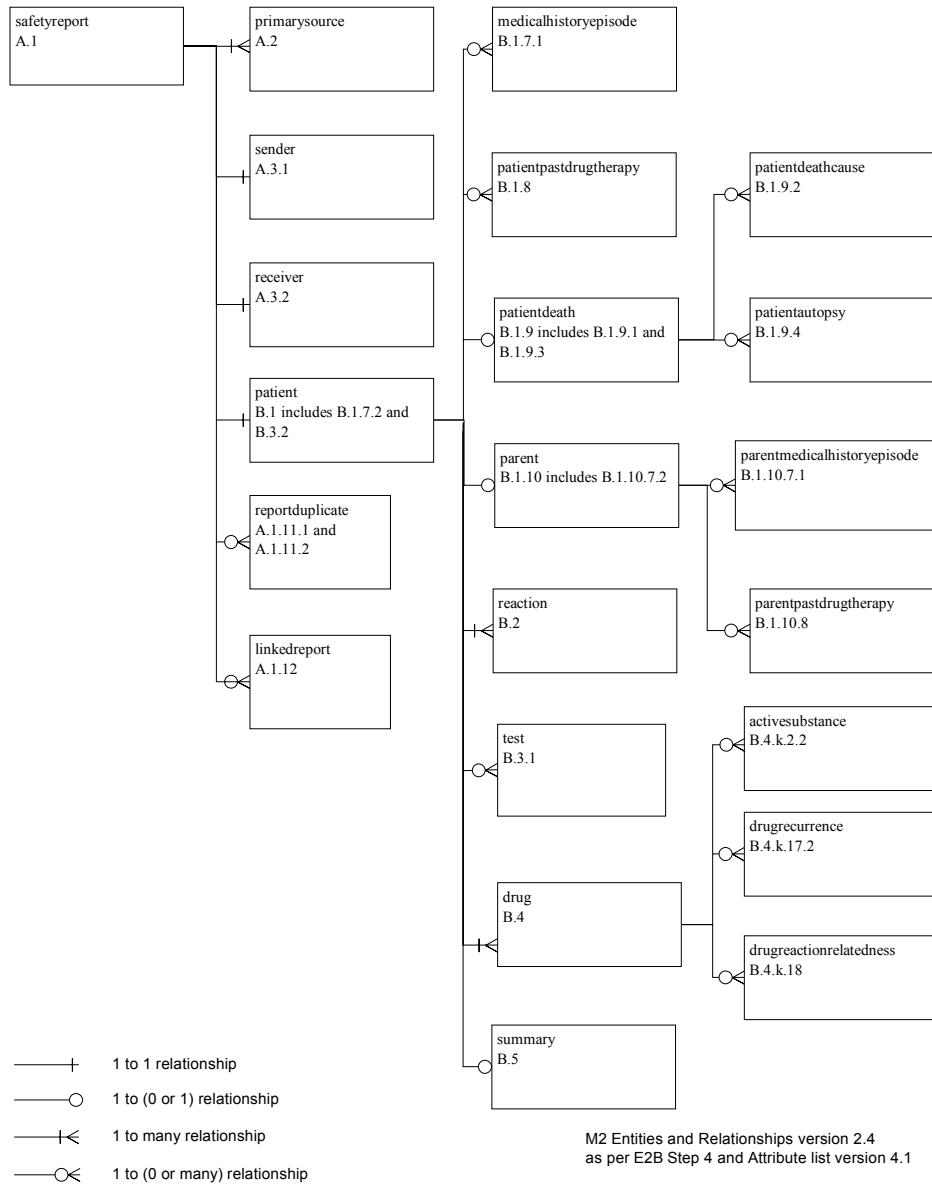 safetyreport
A.1
primarysource
A.2
sender
A.3.1
receiver
A.3.2
patient
B.1 includes B.1.7.2 and
B.3.2
reportduplicate
A.1.11.1 and
A.1.11.2
linkedreport
A.1.12
medicalhistoryepisode
B.1.7.1
patientpastdrugtherapy
B.1.8
patientdeath
B.1.9 includes B.1.9.1 and
B.1.9.3
parent
B.1.10 includes B.1.10.7.2
reaction
B.2
test
B.3.1
drug
B.4
summary
B.5
patientdeathcause
B.1.9.2
patientautopsy
B.1.9.4
parentmedicalhistoryepisode
B.1.10.7.1
parentpastdrugtherapy
B.1.10.8
activesubstance
B.4.k.2.2
drugrecurrence
B.4.k.17.2
drugreactionrelatedness
B.4.k.18
1 to 1 relationship
1 to (0 or 1) relationship
1 to many relationship
1 to (0 or many) relationship
M2 Entities and Relationships version 2.4
as per E2B Step 4 and Attribute list version 4.1